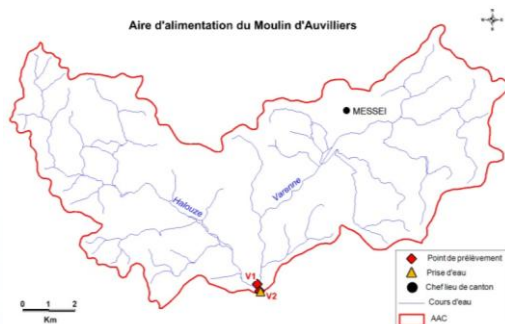 Aire d'alimentation du Moulin d'Auvilliers
MESSEI
Halouze
Varenne
V1
V2
0 1 2
Km
Point de prélèvement
Prise d'eau
Chef lieu de canton
Cours d'eau
AAC